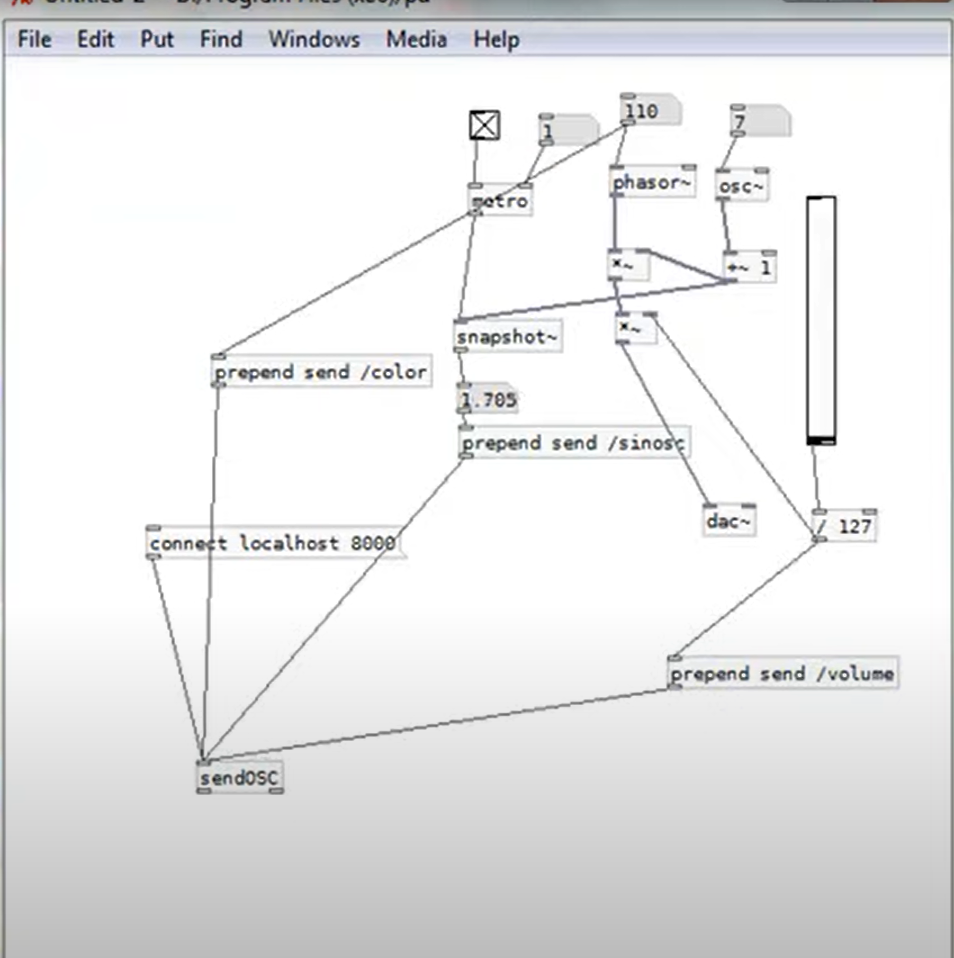 File Edit Put Find Windows Media Help
110
1
7
phasor~
osc~
metro
*~
+~ 1
*~
snapshot~
prepend send /color
1.705
prepend send /sinosc
dac~
/ 127
connect localhost 8000
prepend send /volume
sendOSC